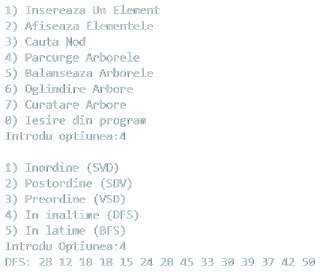 1) Insereaza Un Element
2) Afiseaza Elementele
3) Cauta Nod
4) Parcurge Arborele
5) Balanseaza Arborele
6) Oglindire Arbore
7) Curatare Arbore
0) Iesire din program
Introdu optiunea:4
1) Inordine (SVD)
2) Postordine (SDV)
3) Preordine (VSD)
4) In inaltime (DFS)
5) In latime (BFS)
Introdu Optiunea:4
DFS: 28 12 10 18 15 24 20 45 33 30 39 37 42 50